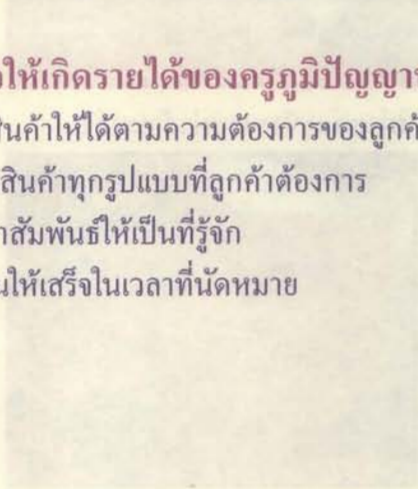 ให้เกิดรายได้ของครูภูมิปัญญา
สินค้าให้ได้ตามความต้องการของลูกค้า
สินค้าทุกรูปแบบที่ลูกค้าต้องการ
สัมพันธ์ให้เป็นที่รู้จัก
ให้เสร็จในเวลาที่นัดหมาย